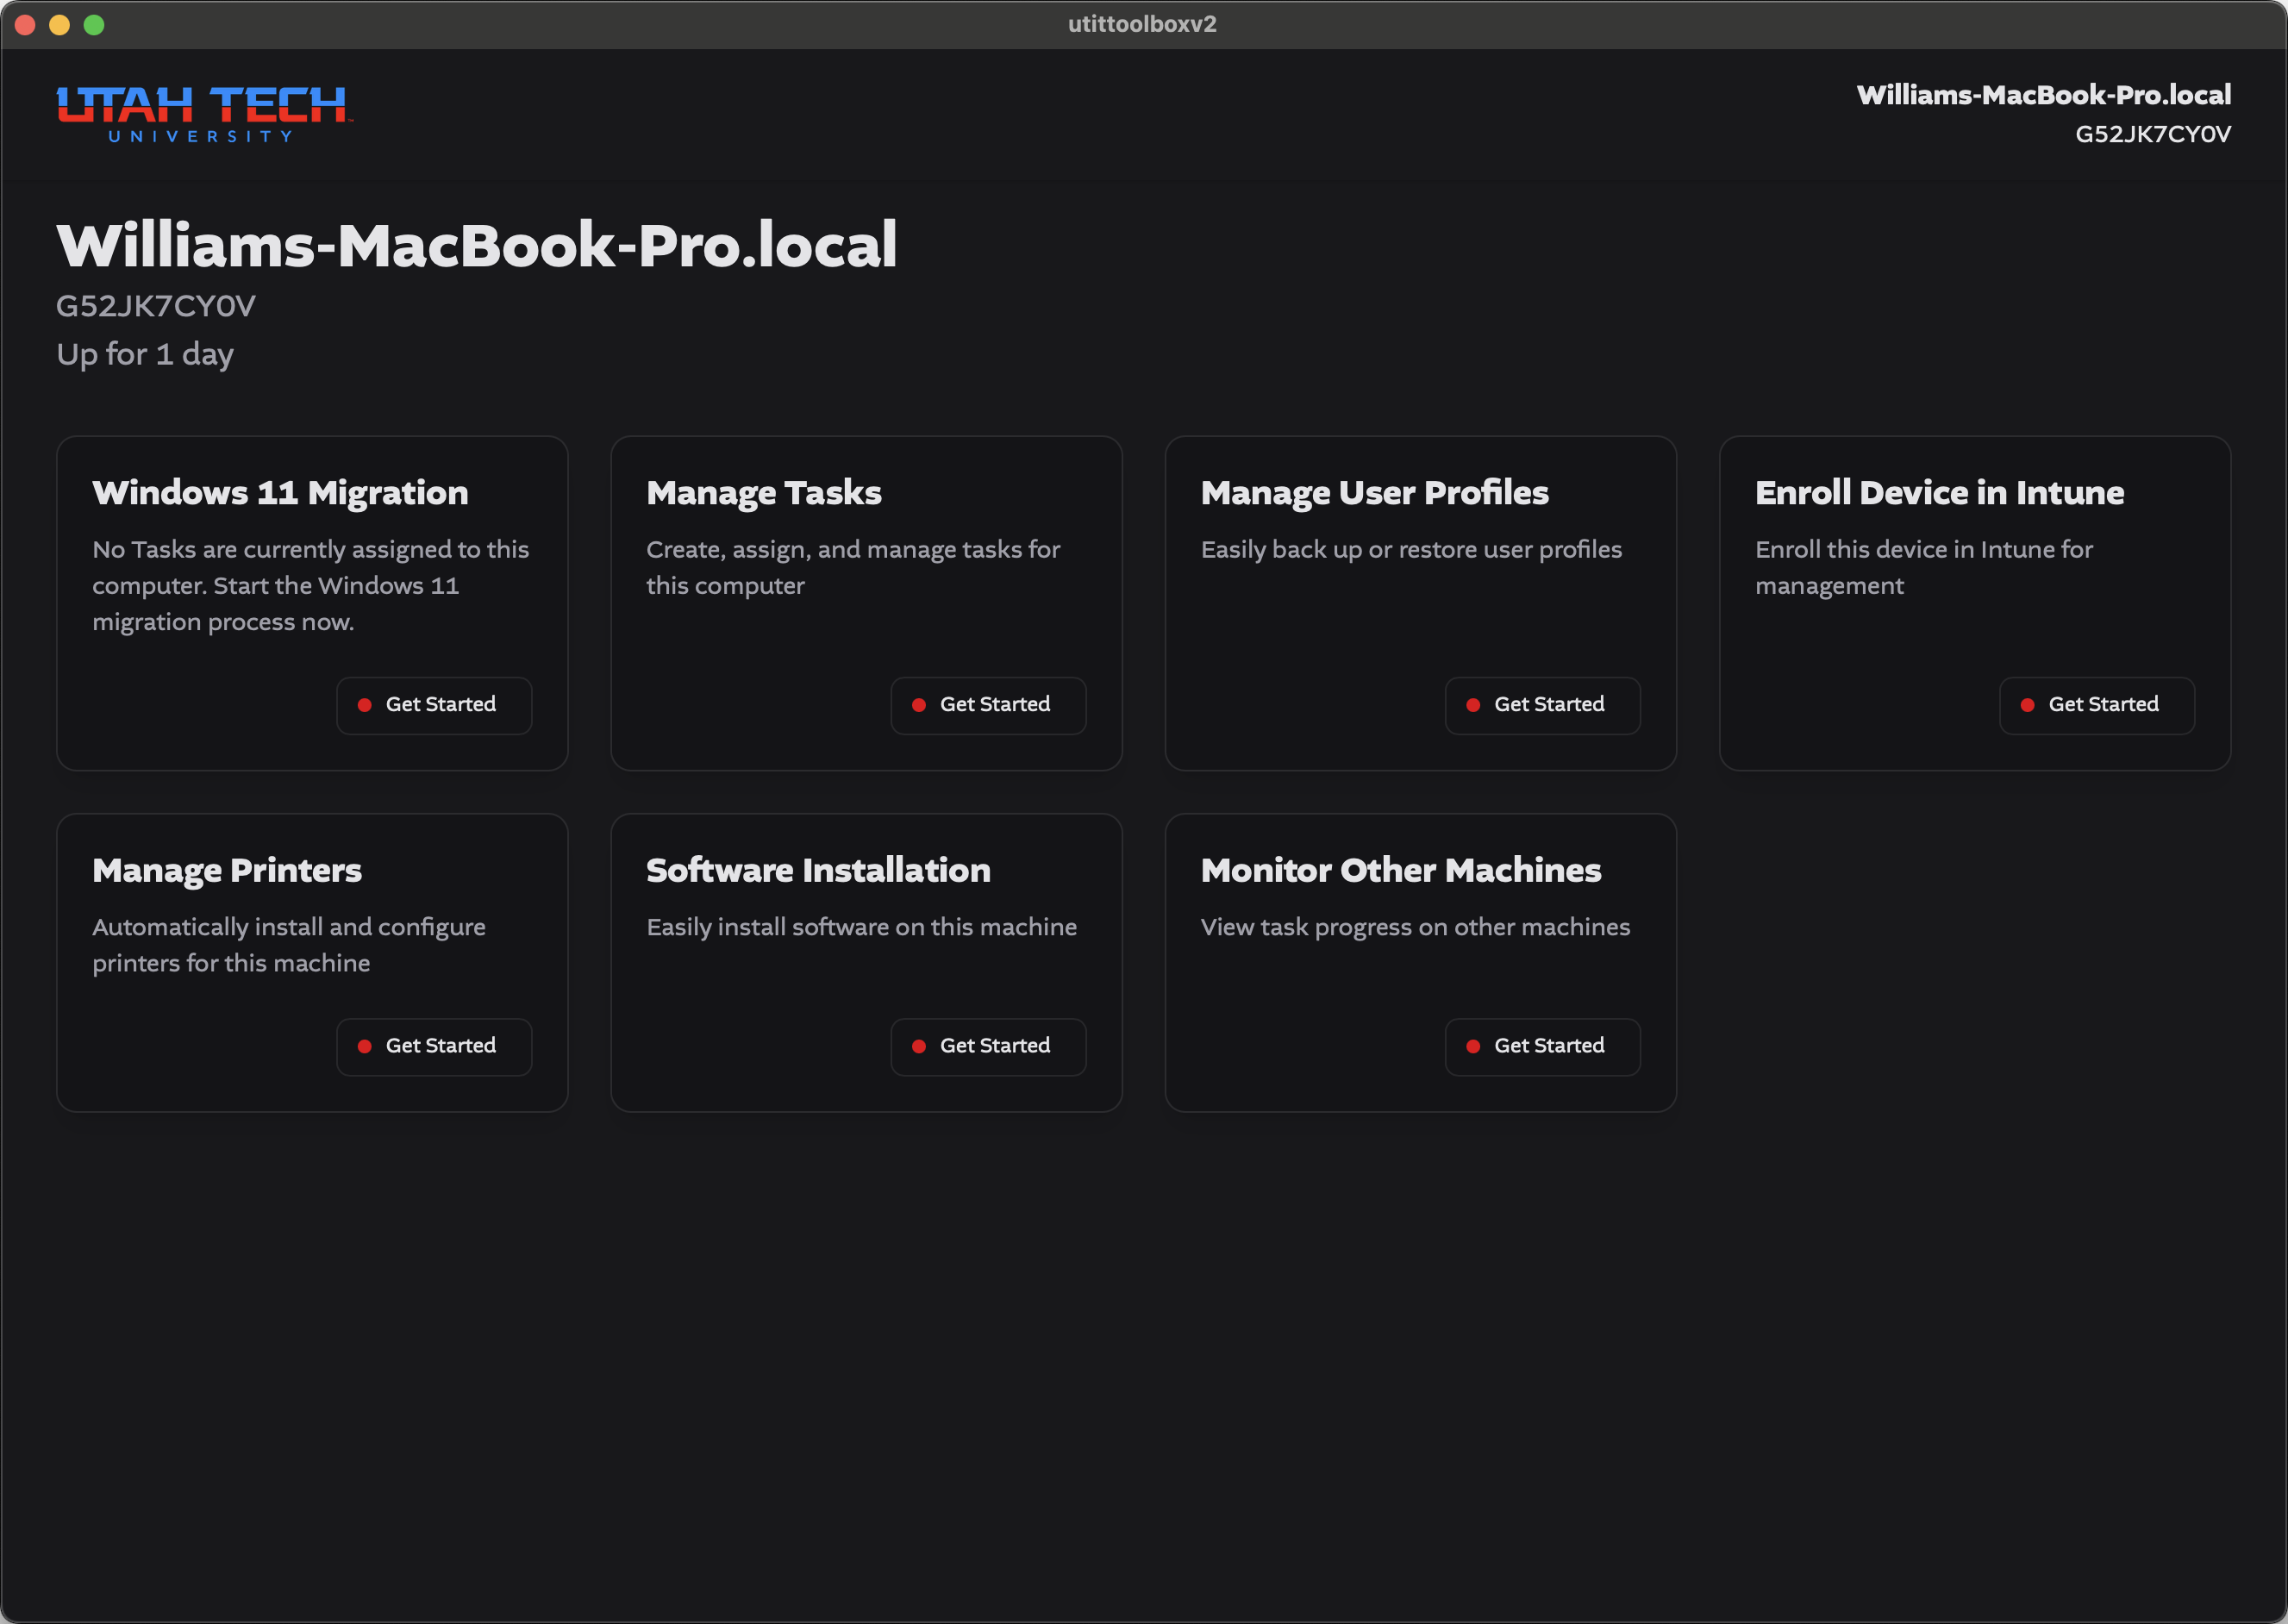 utittoolboxv2
UTAH TECH
UNIVERSITY
Williams-MacBook-Pro.local
G52JK7CY0V
Williams-MacBook-Pro.local
G52JK7CY0V
Up for 1 day
Windows 11 Migration
No Tasks are currently assigned to this
computer. Start the Windows 11
migration process now.
Get Started
Manage Tasks
Create, assign, and manage tasks for
this computer
Get Started
Manage User Profiles
Easily back up or restore user profiles
Get Started
Enroll Device in Intune
Enroll this device in Intune for
management
Get Started
Manage Printers
Automatically install and configure
printers for this machine
Get Started
Software Installation
Easily install software on this machine
Get Started
Monitor Other Machines
View task progress on other machines
Get Started